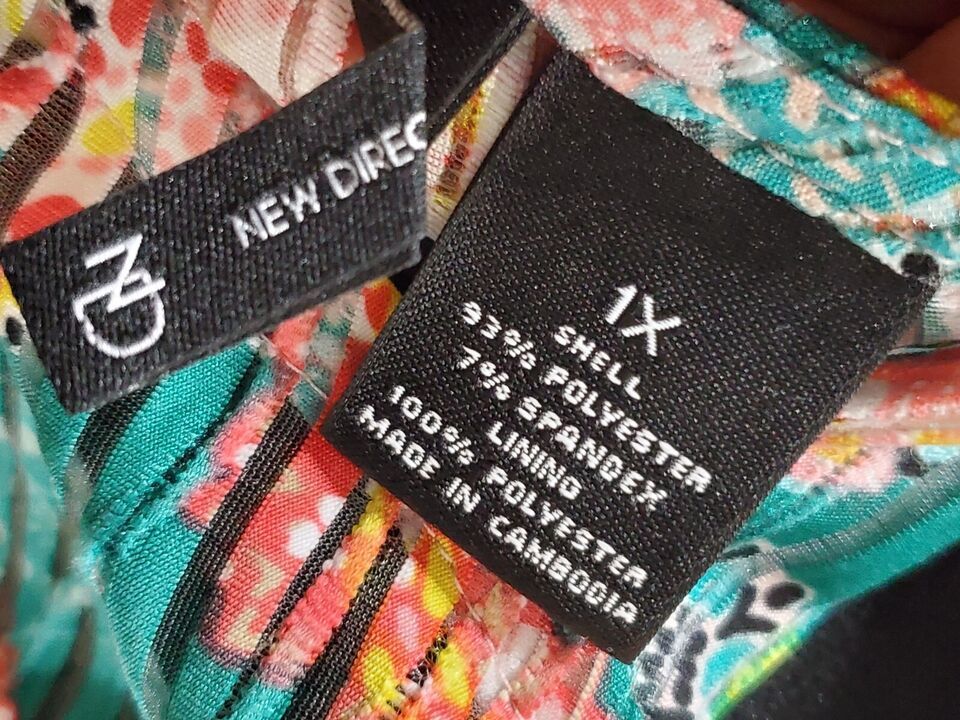 ND
NEW DIREC
1X
SHELL
93% POLYESTER
7% SPANDEX
LINING
100% POLYESTER
MADE IN CAMBODIA